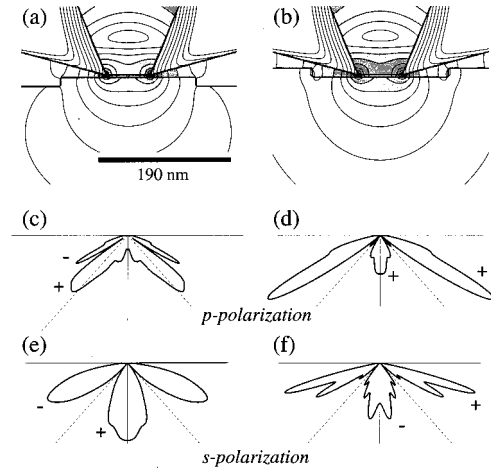 (a) (b)
190 nm
(c) (d)
- + + +
p-polarization
(e) (f)
- + - +
s-polarization